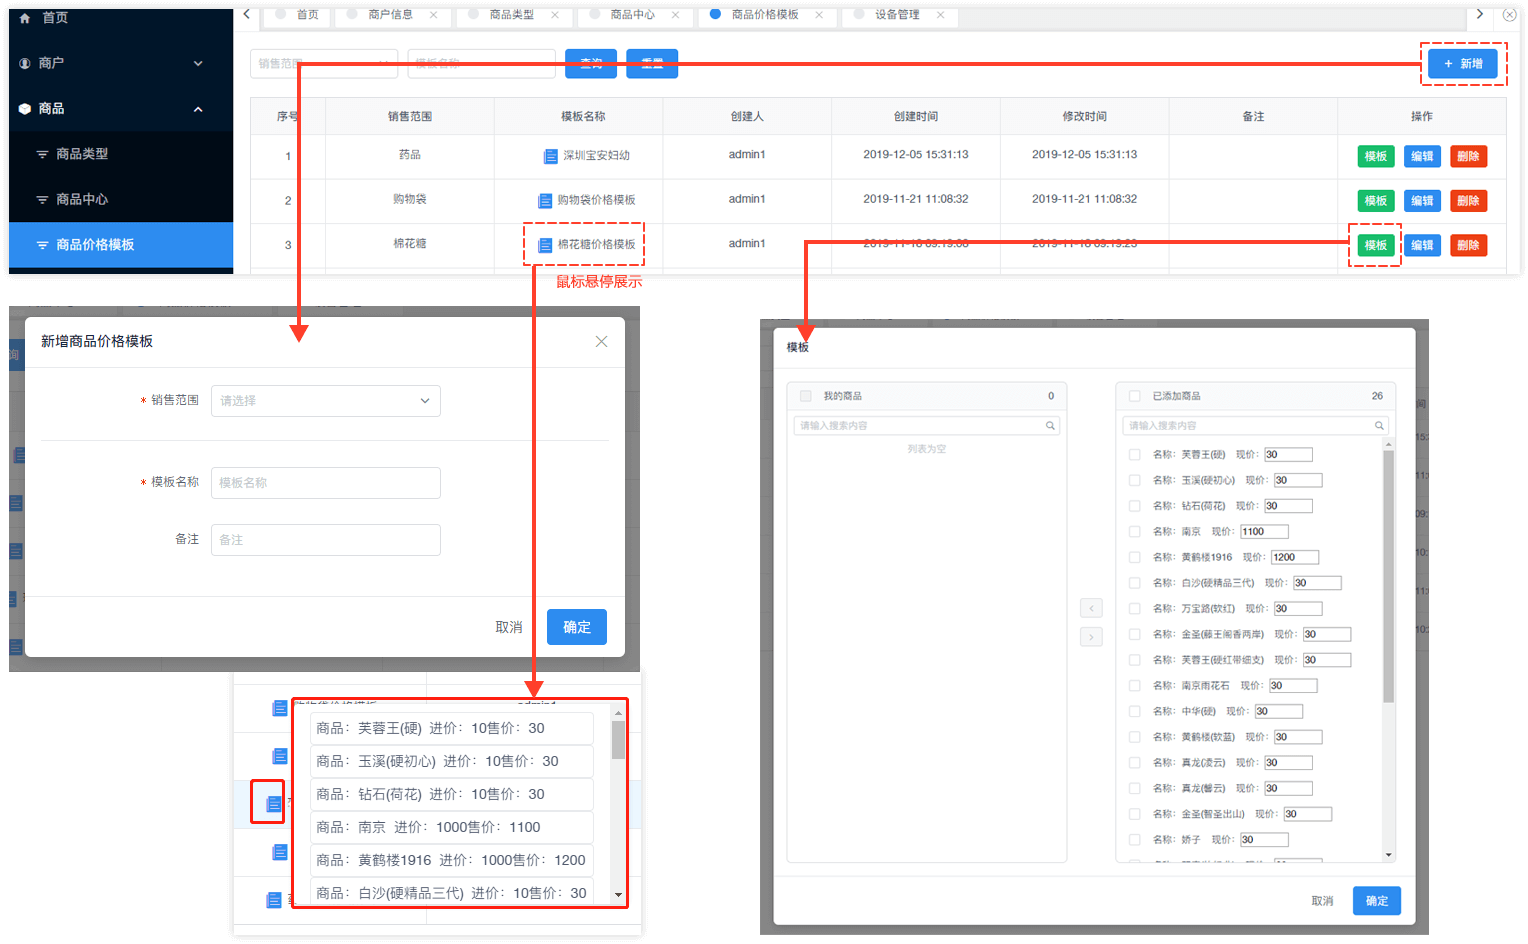 首页
商户
商品
商品类型
商品中心
商品价格模板
首页
商户信息
商品类型
商品中心
商品价格模板
设备管理
销售范围
模板名称
查询
重置
+ 新增
序号 销售范围 模板名称 创建人 创建时间 修改时间 备注 操作
1 药品 深圳宝安妇幼 admin1 2019-12-05 15:31:13 2019-12-05 15:31:13 模板 编辑 删除
2 购物袋 购物袋价格模板 admin1 2019-11-21 11:08:32 2019-11-21 11:08:32 模板 编辑 删除
3 棉花糖 棉花糖价格模板 admin1 2019-11-18 09:19:08 2019-11-18 09:19:23 模板 编辑 删除
鼠标悬停展示
新增商品价格模板
* 销售范围 请选择
* 模板名称 模板名称
备注 备注
取消 确定
购物袋价格模板 admin1
商品：芙蓉王(硬) 进价：10售价：30
商品：玉溪(硬初心) 进价：10售价：30
商品：钻石(荷花) 进价：10售价：30
商品：南京 进价：1000售价：1100
商品：黄鹤楼1916 进价：1000售价：1200
商品：白沙(硬精品三代) 进价：10售价：30
模板
我的商品 0
请输入搜索内容
列表为空
已添加商品 26
请输入搜索内容
名称：芙蓉王(硬) 现价：30
名称：玉溪(硬初心) 现价：30
名称：钻石(荷花) 现价：30
名称：南京 现价：1100
名称：黄鹤楼1916 现价：1200
名称：白沙(硬精品三代) 现价：30
名称：万宝路(软红) 现价：30
名称：金圣(藤王阁香两岸) 现价：30
名称：芙蓉王(硬红带细支) 现价：30
名称：南京雨花石 现价：30
名称：中华(硬) 现价：30
名称：黄鹤楼(软蓝) 现价：30
名称：真龙(凌云) 现价：30
名称：真龙(馨云) 现价：30
名称：金圣(智圣出山) 现价：30
名称：娇子 现价：30
取消 确定